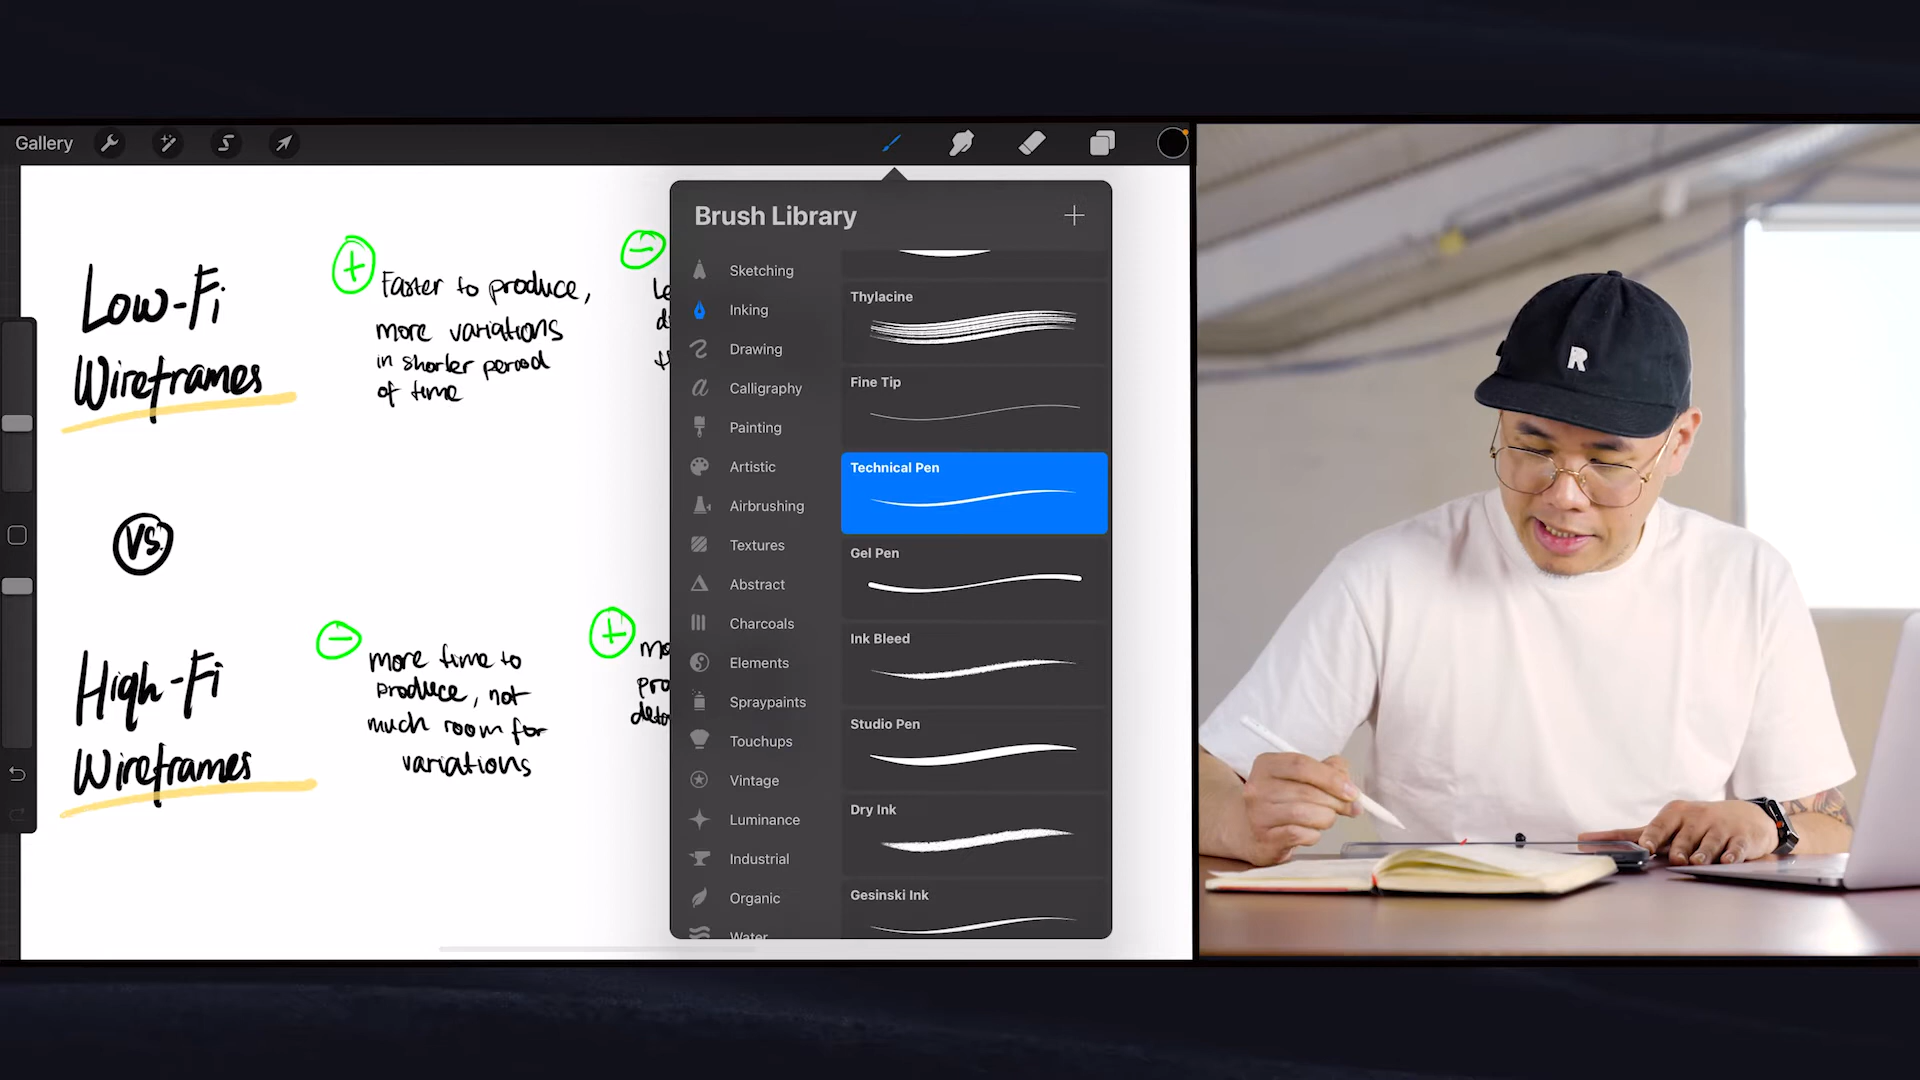 Gallery
Low-Fi
Wireframes
+
Faster to produce,
more variations
in shorter period
of time
-
VS.
High-Fi
Wireframes
-
more time to
produce, not
much room for
variations
+
Brush Library
+
Sketching
Inking
Drawing
Calligraphy
Painting
Artistic
Airbrushing
Textures
Abstract
Charcoals
Elements
Spraypaints
Touchups
Vintage
Luminance
Industrial
Organic
Water
Thylacine
Fine Tip
Technical Pen
Gel Pen
Ink Bleed
Studio Pen
Dry Ink
Gesinski Ink
R